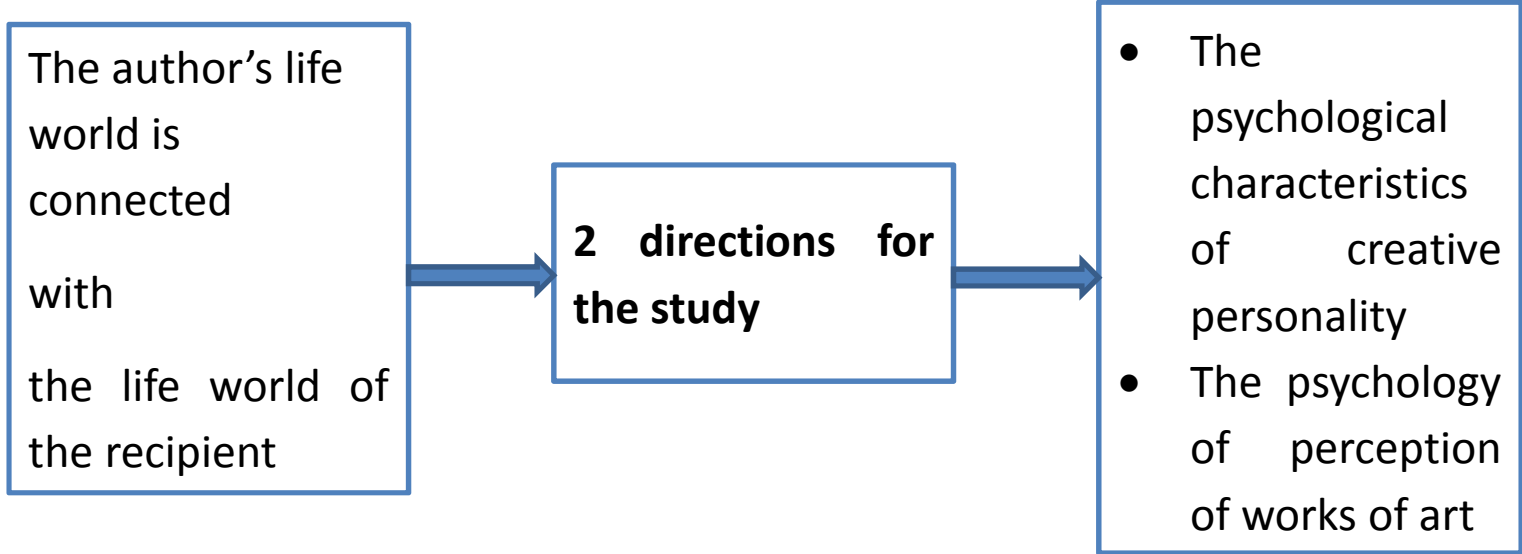 The author’s life
world is
connected
with
the life world of
the recipient
2 directions for
the study
• The
psychological
characteristics
of creative
personality
• The psychology
of perception
of works of art